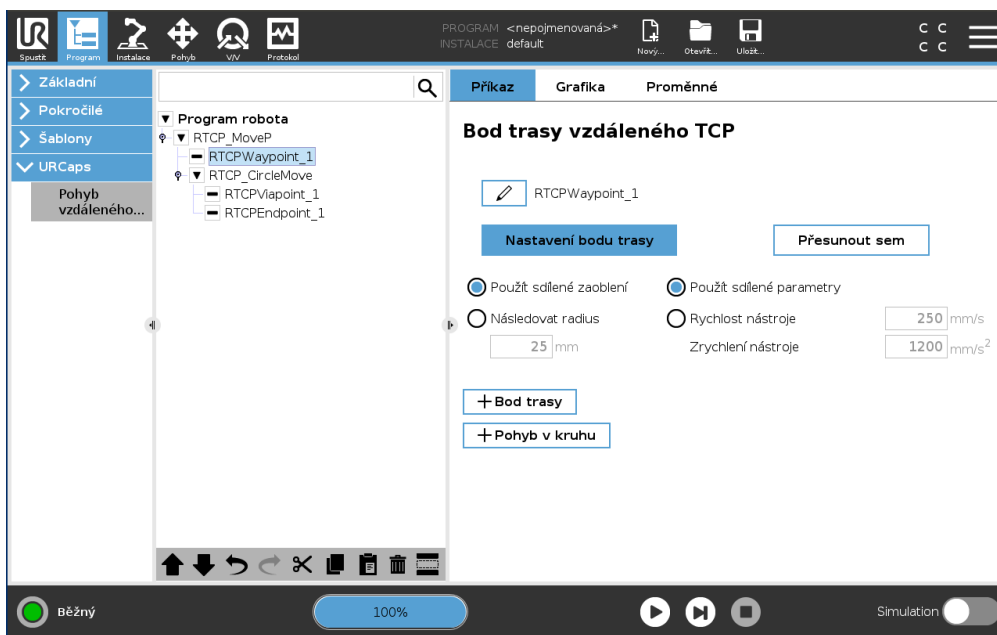 PROGRAM <nepojmenovaná>*
INSTALACE default
Spustit Program Instalace Pohyb V/V Protokol
Nový... Otevřít... Uložit...
C C
C C
Základní
Pokročilé
Šablony
URCaps
Pohyb
vzdáleného...
Program robota
RTCP_MoveP
RTCPWaypoint_1
RTCP_CircleMove
RTCPViapoint_1
RTCPEndpoint_1
Příkaz Grafika Proměnné
Bod trasy vzdáleného TCP
RTCPWaypoint_1
Nastavení bodu trasy Přesunout sem
Použít sdílené zaoblení Použít sdílené parametry
Následovat radius Rychlost nástroje 250 mm/s
25 mm Zrychlení nástroje 1200 mm/s²
+ Bod trasy
+ Pohyb v kruhu
Běžný 100% Simulation